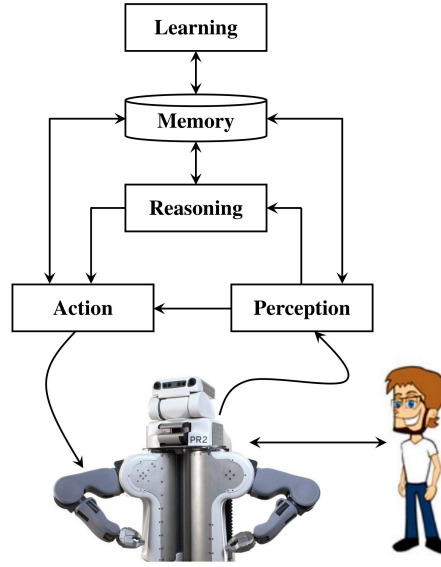 Learning
Memory
Reasoning
Action
Perception
PR2